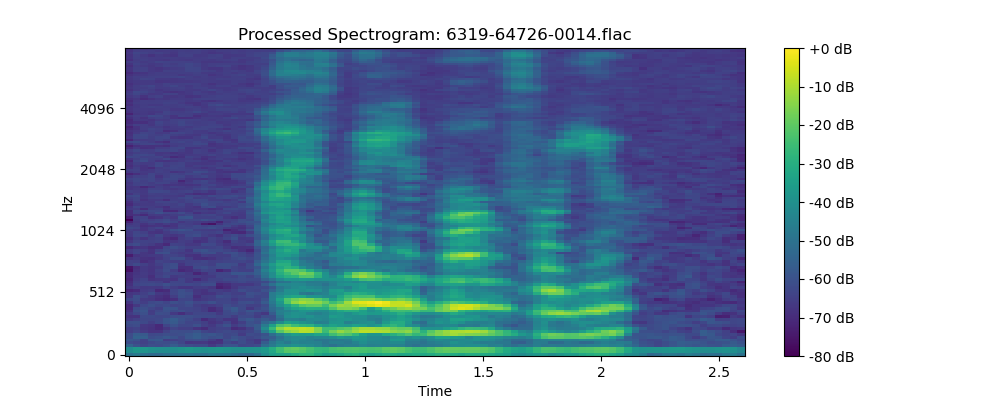 Processed Spectrogram: 6319-64726-0014.flac
Hz
4096
2048
1024
512
0
0
0.5
1
1.5
2
2.5
Time
+0 dB
-10 dB
-20 dB
-30 dB
-40 dB
-50 dB
-60 dB
-70 dB
-80 dB